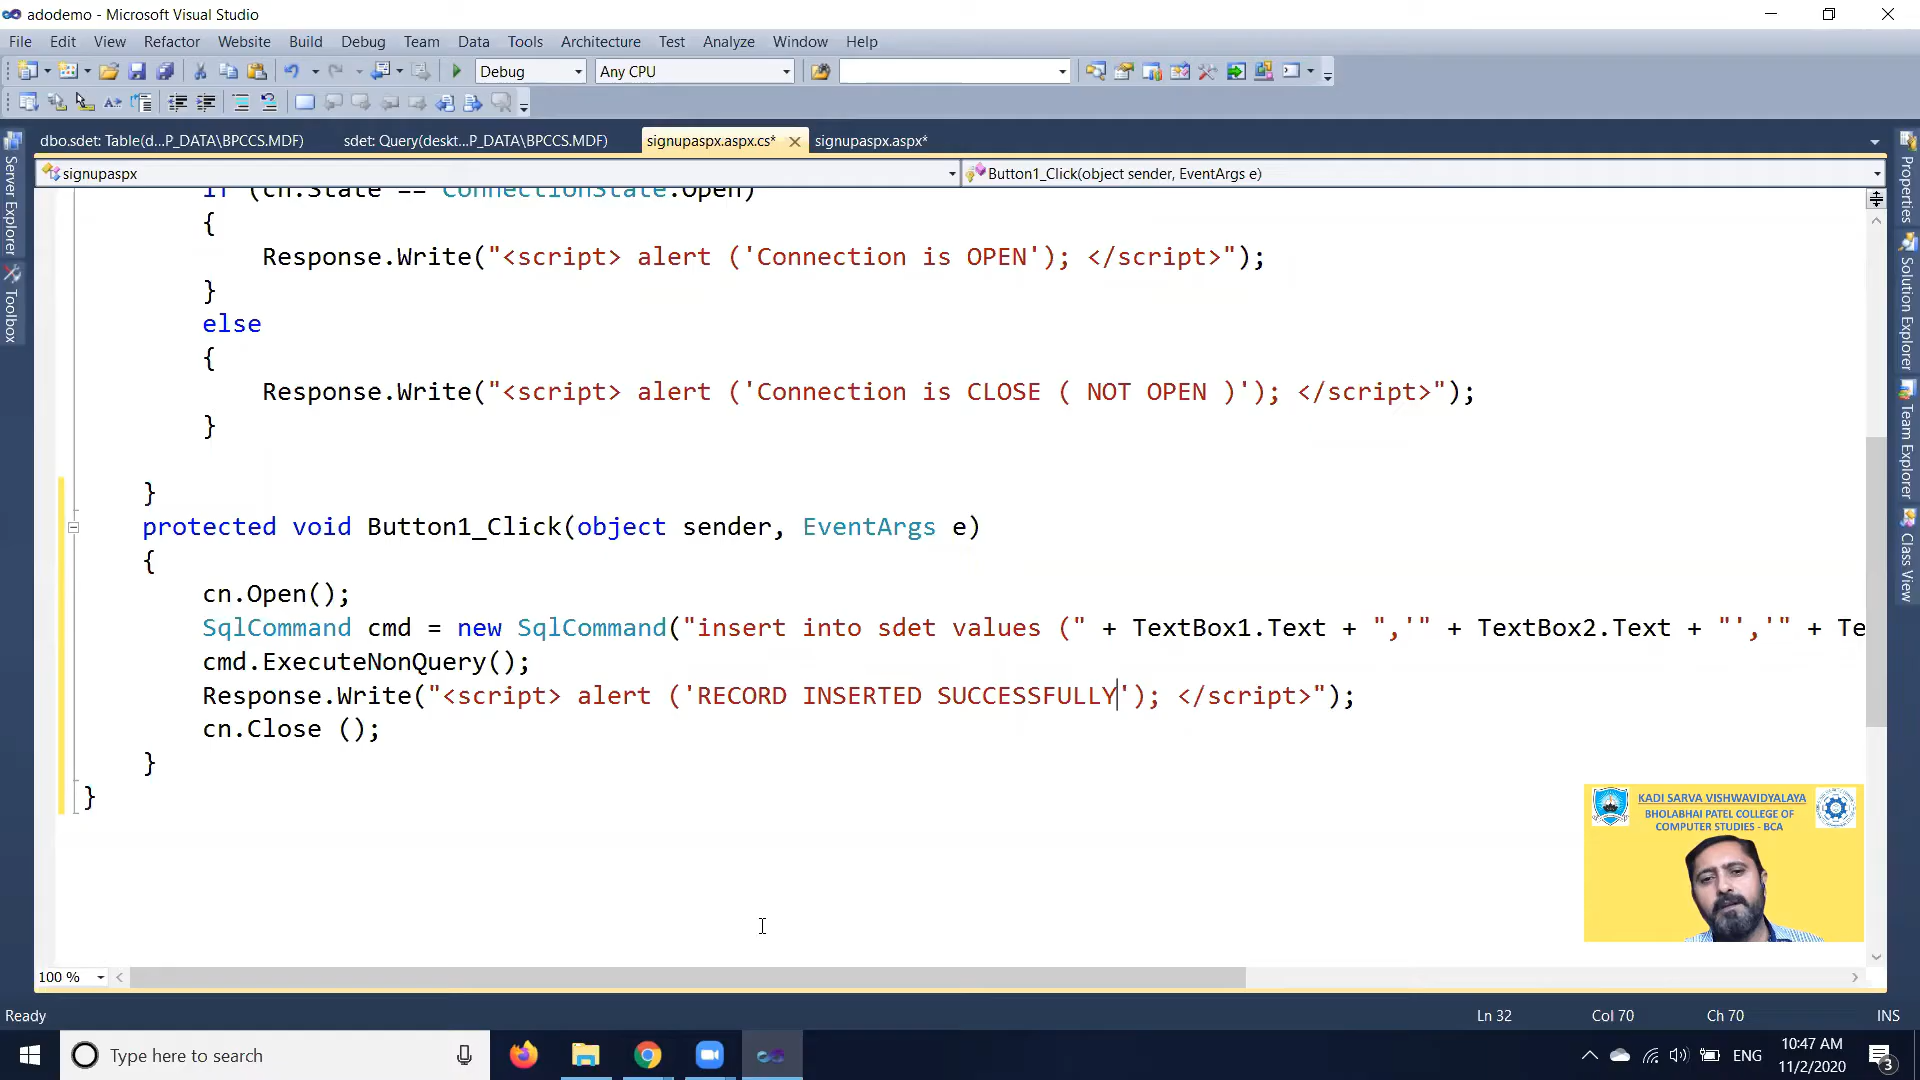 adodemo - Microsoft Visual Studio
File Edit View Refactor Website Build Debug Team Data Tools Architecture Test Analyze Window Help
Debug Any CPU
dbo.sdet: Table(d...P_DATA\BPCCS.MDF) sdet: Query(deskt...P_DATA\BPCCS.MDF) signupaspx.aspx.cs* signupaspx.aspx*
signupaspx Button1_Click(object sender, EventArgs e)
Server Explorer
Toolbox
Properties
Solution Explorer
Team Explorer
Class View
if (cn.State == ConnectionState.Open)
{
Response.Write("<script> alert ('Connection is OPEN'); </script>");
}
else
{
Response.Write("<script> alert ('Connection is CLOSE ( NOT OPEN )'); </script>");
}
}
protected void Button1_Click(object sender, EventArgs e)
{
cn.Open();
SqlCommand cmd = new SqlCommand("insert into sdet values (" + TextBox1.Text + ",'" + TextBox2.Text + "','" + Te
cmd.ExecuteNonQuery();
Response.Write("<script> alert ('RECORD INSERTED SUCCESSFULLY'); </script>");
cn.Close ();
}
}
KADI SARVA VISHWAVIDYALAYA
BHOLABHAI PATEL COLLEGE OF
COMPUTER STUDIES - BCA
100 %
Ready Ln 32 Col 70 Ch 70 INS
Type here to search
ENG
10:47 AM
11/2/2020
3